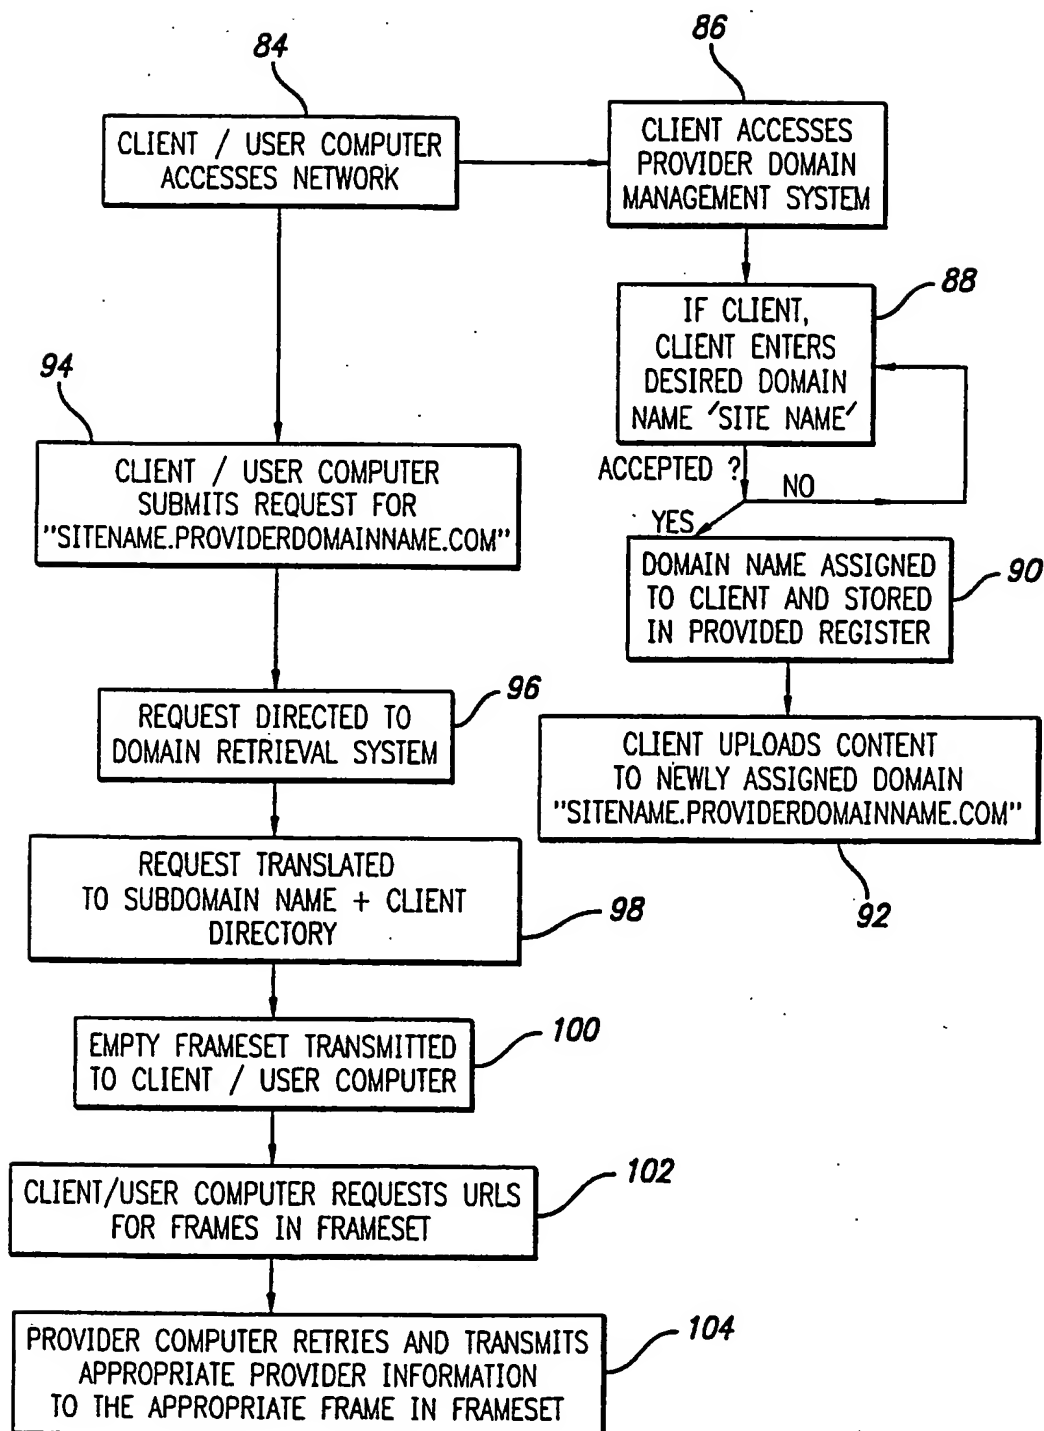 84
CLIENT / USER COMPUTER
ACCESSES NETWORK
86
CLIENT ACCESSES
PROVIDER DOMAIN
MANAGEMENT SYSTEM
88
IF CLIENT,
CLIENT ENTERS
DESIRED DOMAIN
NAME 'SITE NAME'
ACCEPTED ?
NO
YES
DOMAIN NAME ASSIGNED
TO CLIENT AND STORED
IN PROVIDED REGISTER
90
CLIENT UPLOADS CONTENT
TO NEWLY ASSIGNED DOMAIN
"SITENAME.PROVIDERDOMAINNAME.COM"
92
94
CLIENT / USER COMPUTER
SUBMITS REQUEST FOR
"SITENAME.PROVIDERDOMAINNAME.COM"
96
REQUEST DIRECTED TO
DOMAIN RETRIEVAL SYSTEM
REQUEST TRANSLATED
TO SUBDOMAIN NAME + CLIENT
DIRECTORY
98
EMPTY FRAMESET TRANSMITTED
TO CLIENT / USER COMPUTER
100
CLIENT/USER COMPUTER REQUESTS URLS
FOR FRAMES IN FRAMESET
102
PROVIDER COMPUTER RETRIES AND TRANSMITS
APPROPRIATE PROVIDER INFORMATION
TO THE APPROPRIATE FRAME IN FRAMESET
104